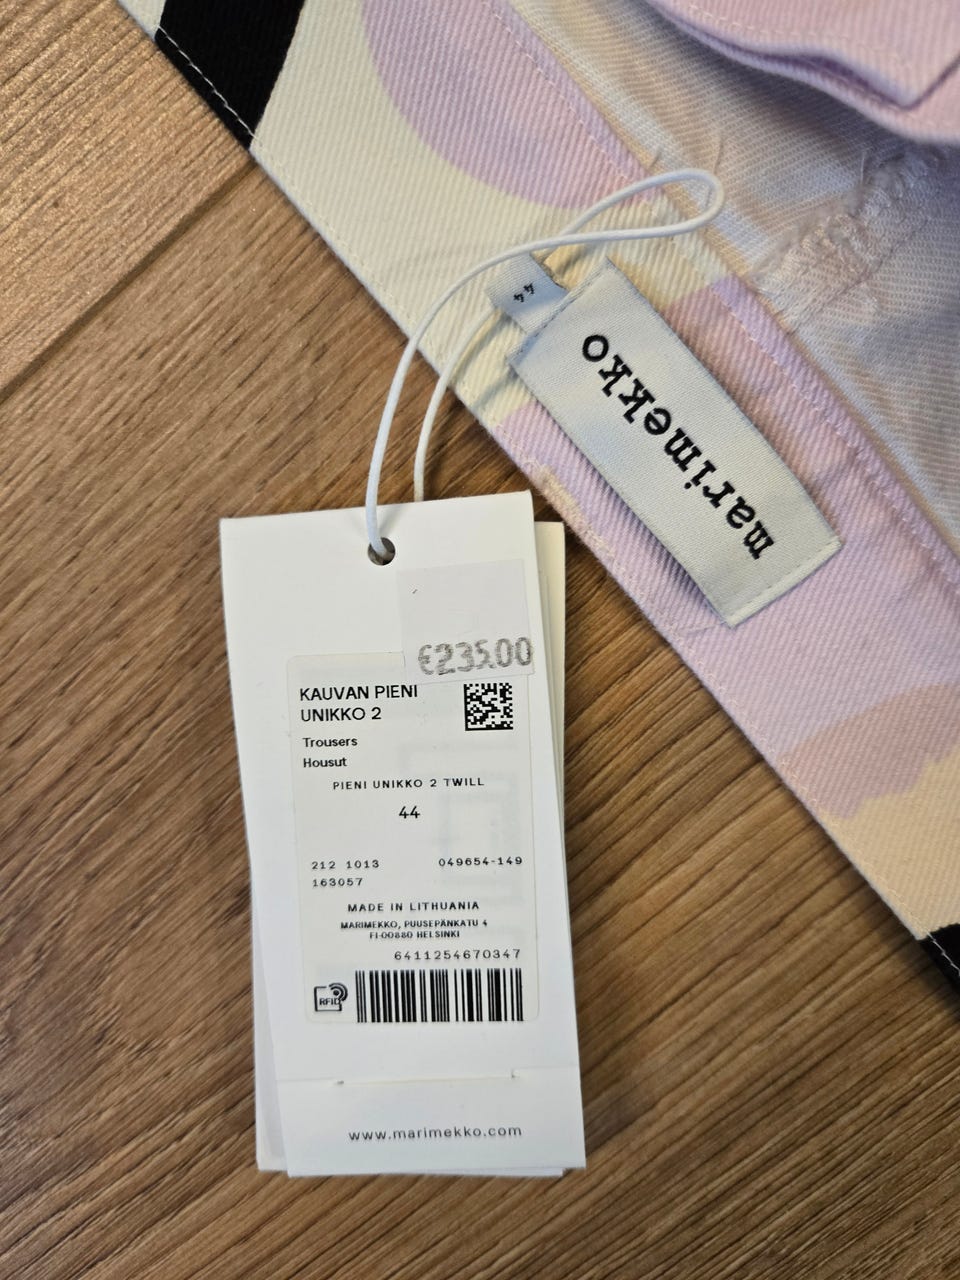 44
marimekko
€235.00
KAUVAN PIENI
UNIKKO 2
Trousers
Housut
PIENI UNIKKO 2 TWILL
44
212 1013 049654-149
163057
MADE IN LITHUANIA
MARIMEKKO, PUUSEPÄNKATU 4
FI-00880 HELSINKI
6411254670347
RFID
www.marimekko.com